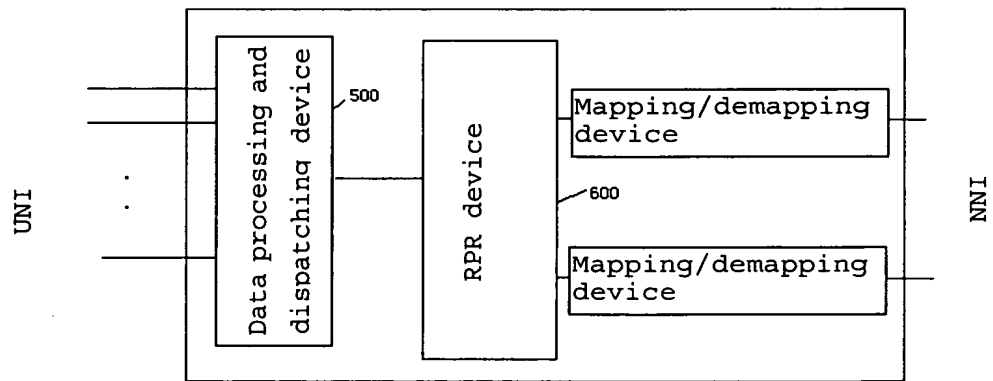 UNI
Data processing and
dispatching device
500
RPR device
600
Mapping/demapping
device
Mapping/demapping
device
NNI